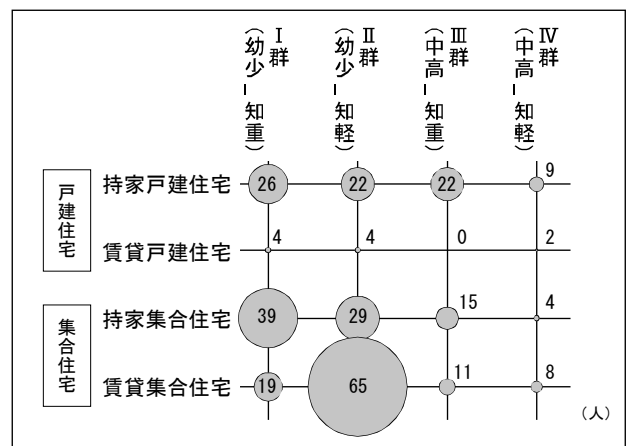 Ⅰ群
(幼少-知重)
Ⅱ群
(幼少-知軽)
Ⅲ群
(中高-知重)
Ⅳ群
(中高-知軽)
戸建住宅
持家戸建住宅 26 22 22 9
賃貸戸建住宅 4 4 0 2
集合住宅
持家集合住宅 39 29 15 4
賃貸集合住宅 19 65 11 8
(人)